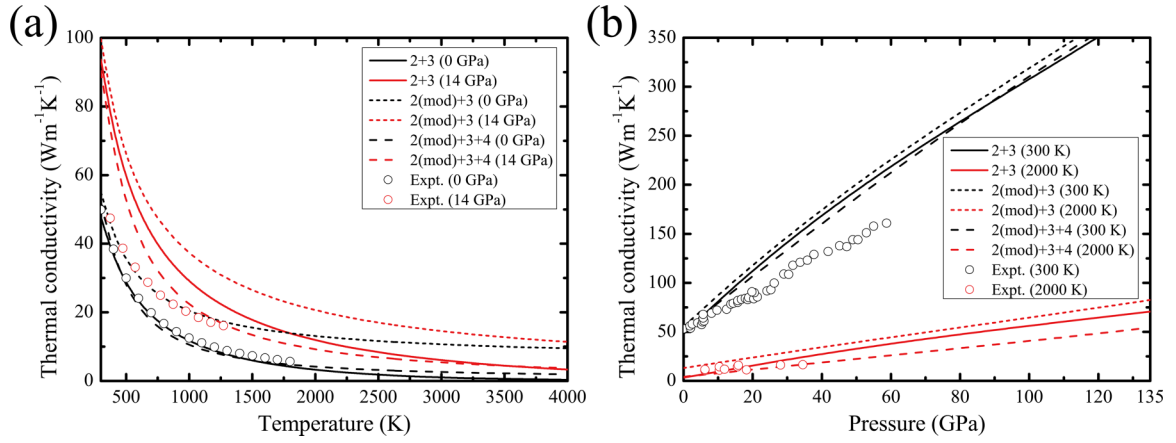 (a)
100
80
60
40
20
0
500 1000 1500 2000 2500 3000 3500 4000
Temperature (K)
Thermal conductivity (Wm⁻¹K⁻¹)
2+3 (0 GPa)
2+3 (14 GPa)
2(mod)+3 (0 GPa)
2(mod)+3 (14 GPa)
2(mod)+3+4 (0 GPa)
2(mod)+3+4 (14 GPa)
Expt. (0 GPa)
Expt. (14 GPa)
(b)
350
300
250
200
150
100
50
0
0 20 40 60 80 100 120 135
Pressure (GPa)
Thermal conductivity (Wm⁻¹K⁻¹)
2+3 (300 K)
2+3 (2000 K)
2(mod)+3 (300 K)
2(mod)+3 (2000 K)
2(mod)+3+4 (300 K)
2(mod)+3+4 (2000 K)
Expt. (300 K)
Expt. (2000 K)